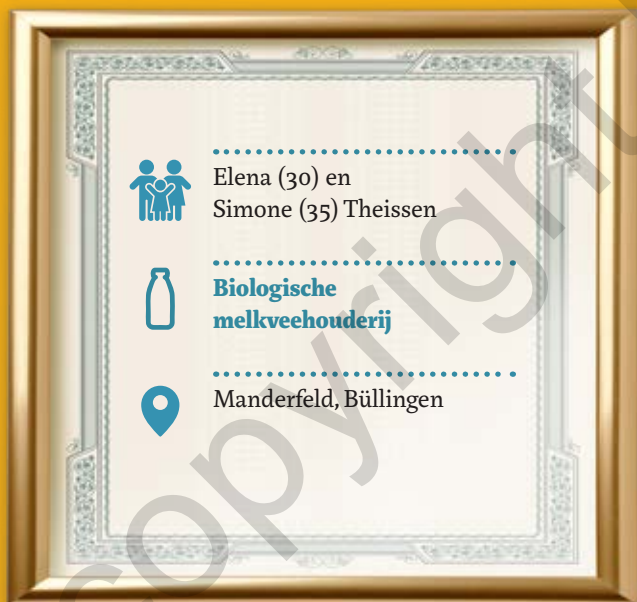 Elena (30) en
Simone (35) Theissen
Biologische
melkveehouderij
Manderfeld, Büllingen
copyright